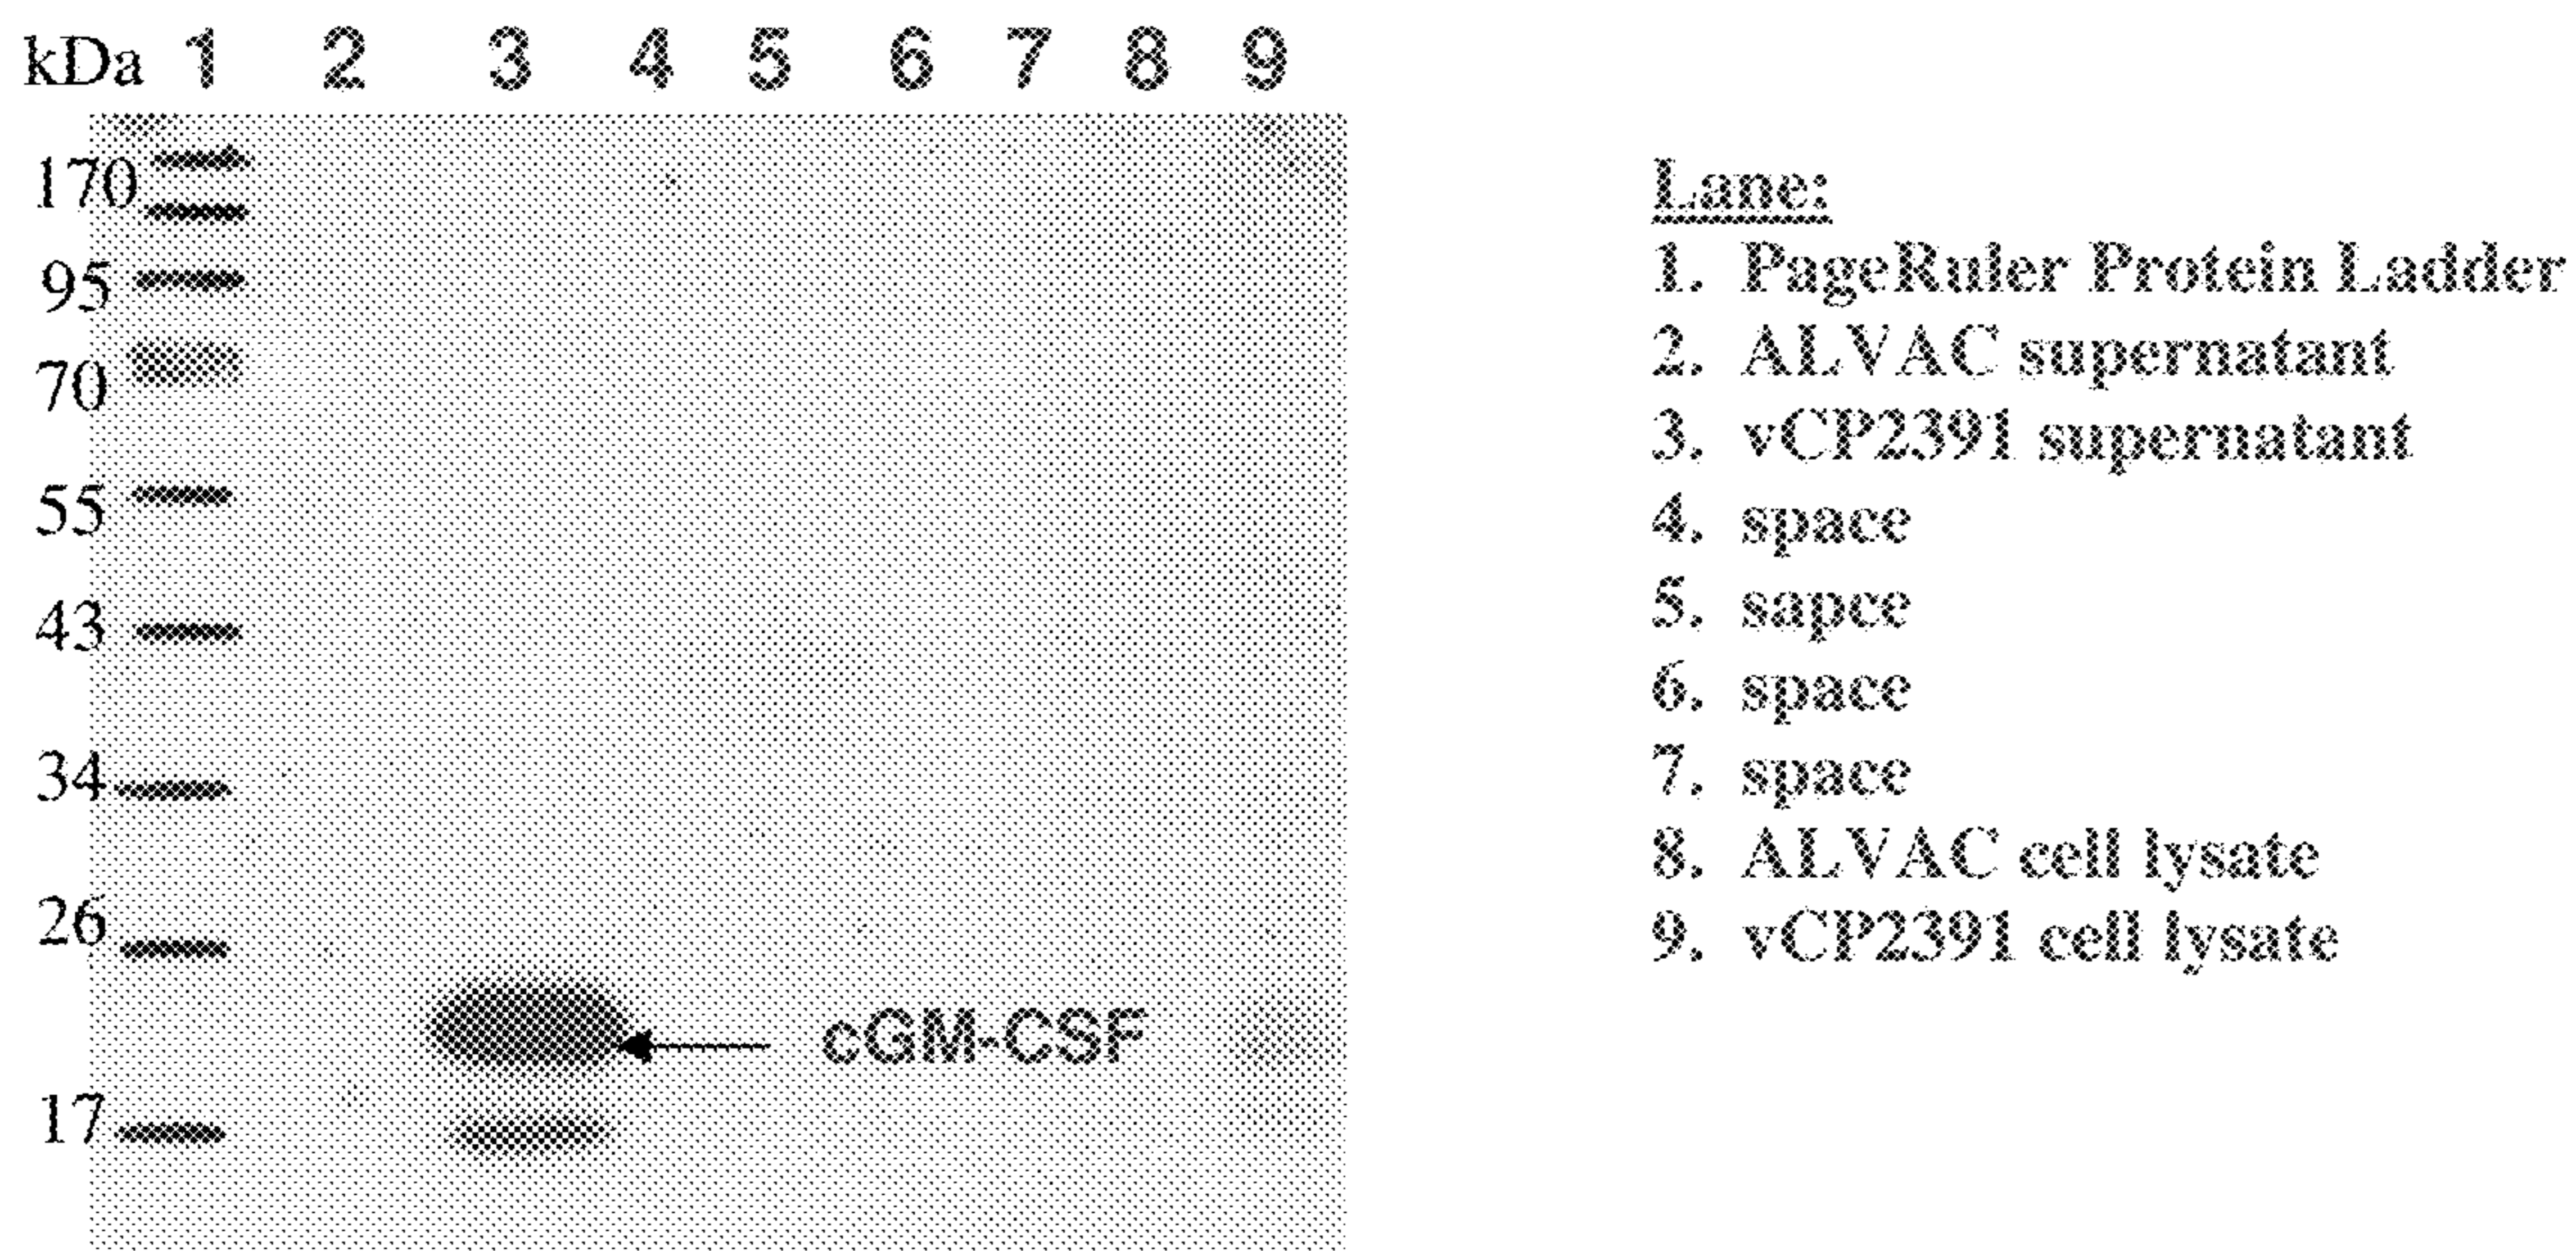 kDa 1 2 3 4 5 6 7 8 9
170
95
70
55
43
34
26
17
cGM-CSF
Lane:
1. PageRuler Protein Ladder
2. ALVAC supernatant
3. vCP2391 supernatant
4. space
5. sapce
6. space
7. space
8. ALVAC cell lysate
9. vCP2391 cell lysate